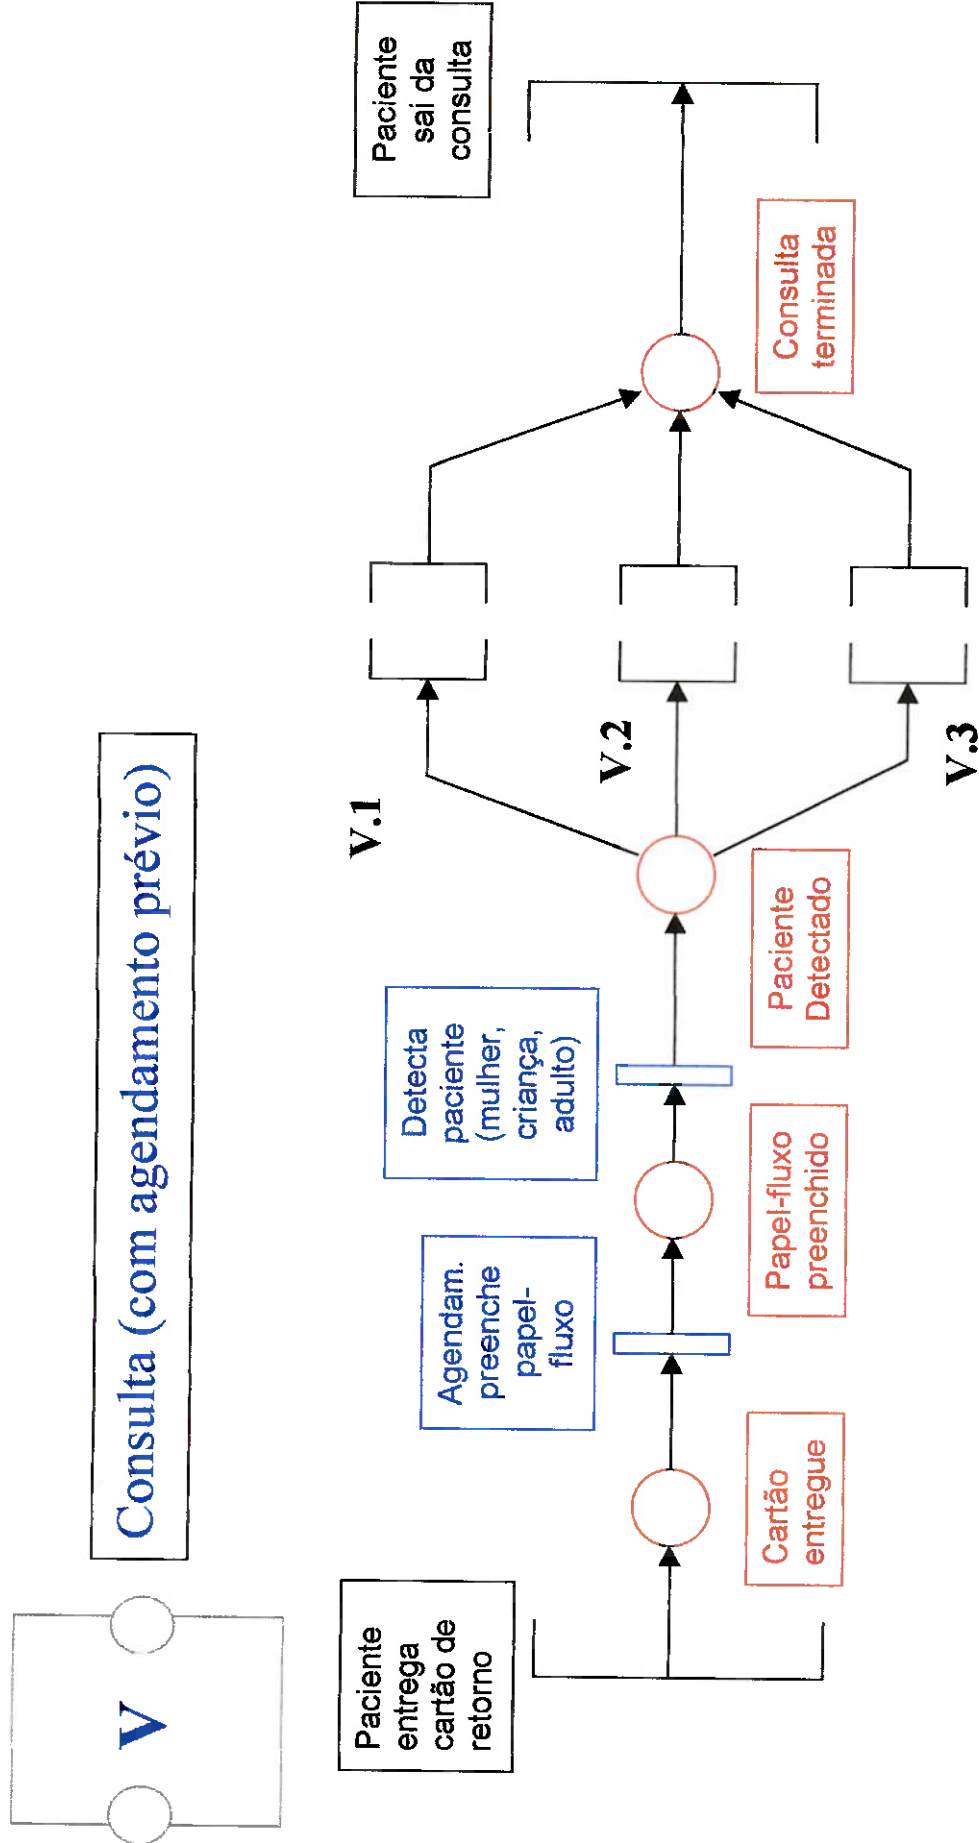 V
Consulta (com agendamento prévio)
Paciente
entrega
cartão de
retorno
Agendam.
preenche
papel-
fluxo
Detecta
paciente
(mulher,
criança,
adulto)
V.1
V.2
V.3
Paciente
sai da
consulta
Cartão
entregue
Papel-fluxo
preenchido
Paciente
Detectado
Consulta
terminada